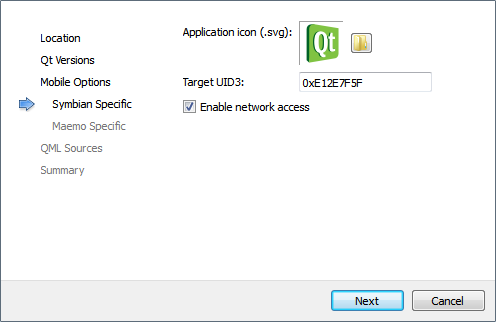 Location
Qt Versions
Mobile Options
Symbian Specific
Maemo Specific
QML Sources
Summary
Application icon (.svg):
Qt
Target UID3:
0xE12E7F5F
Enable network access
Next
Cancel